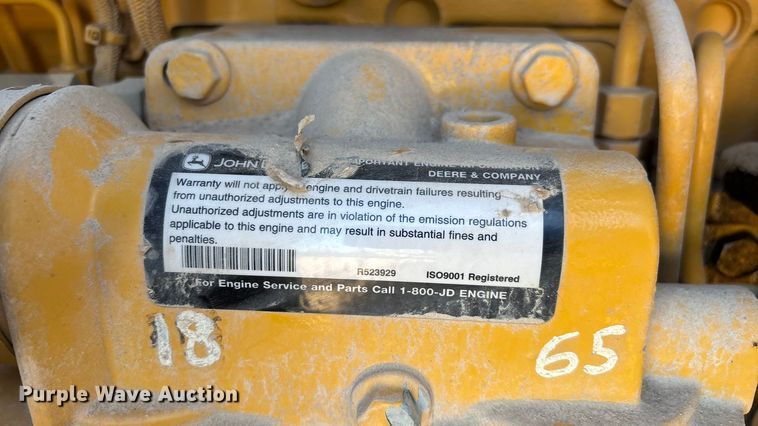 JOHN
IMPORTANT ENGINE INFORMATION
DEERE & COMPANY
Warranty will not apply engine and drivetrain failures resulting
from unauthorized adjustments to this engine.
Unauthorized adjustments are in violation of the emission regulations
applicable to this engine and may result in substantial fines and
penalties.
R523929 ISO9001 Registered
For Engine Service and Parts Call 1-800-JD ENGINE
18 65
Purple Wave Auction